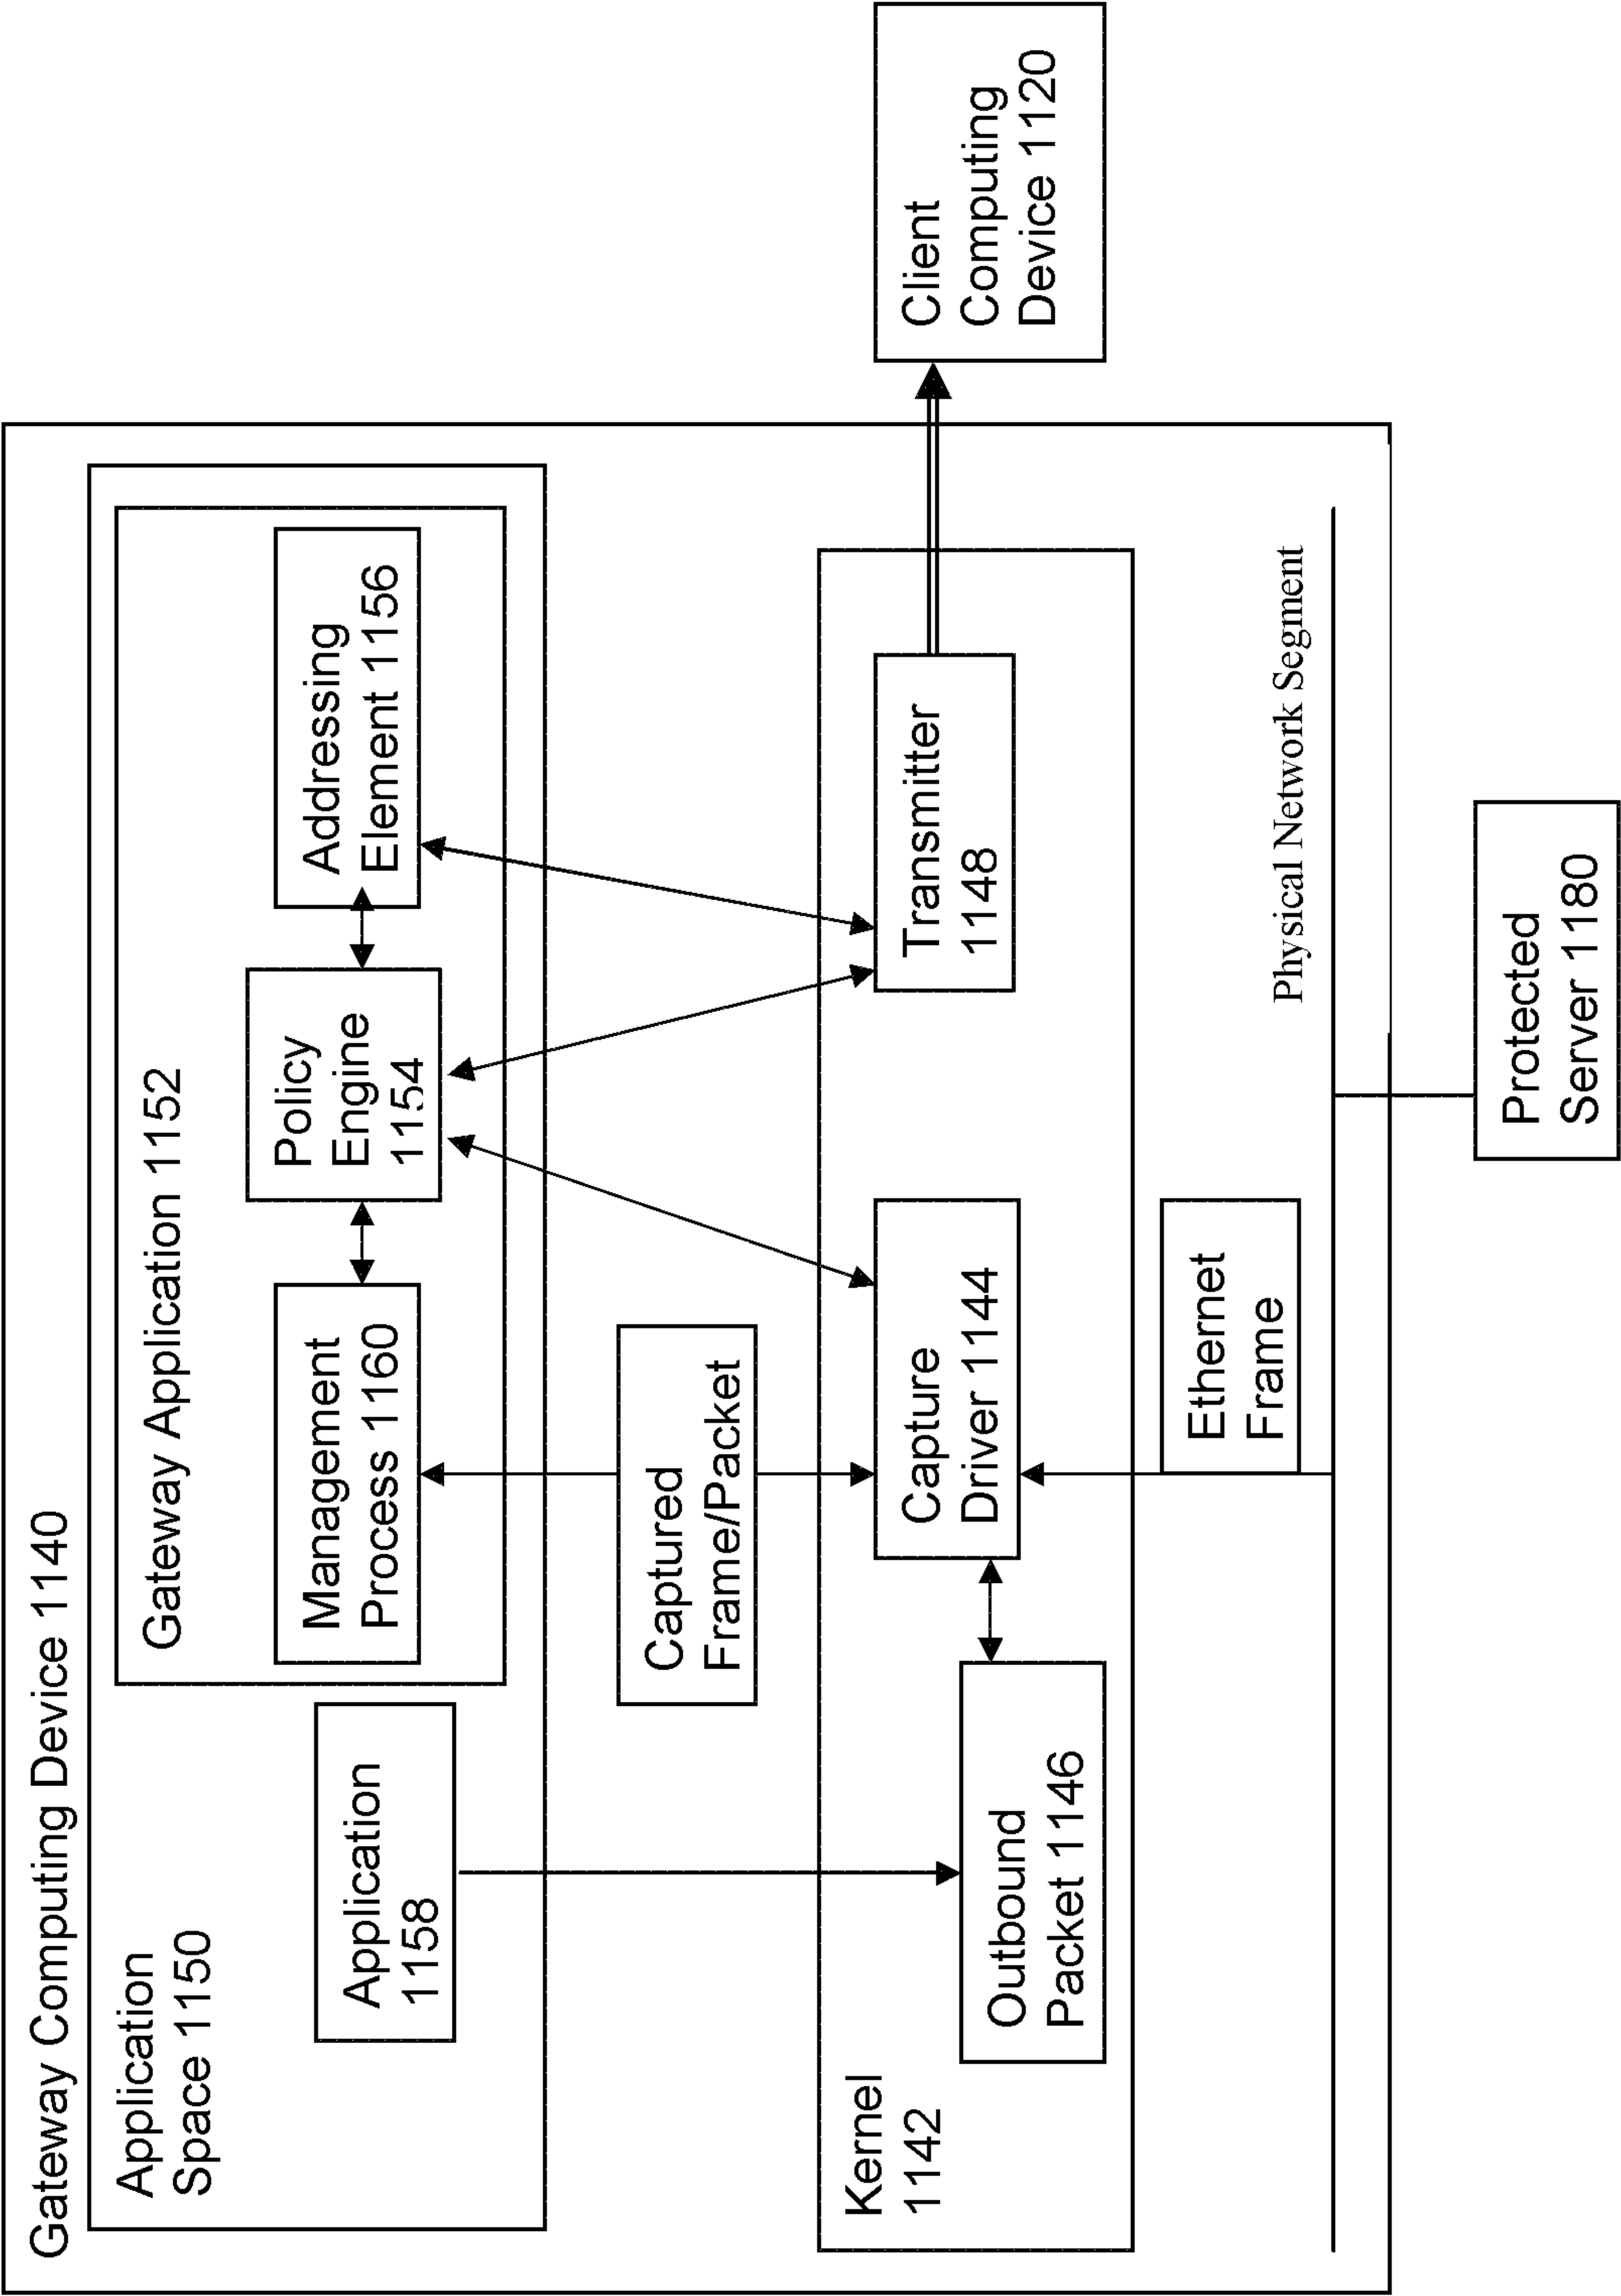 Gateway Computing Device 1140
Application
Space 1150
Gateway Application 1152
Application
1158
Management
Process 1160
Policy
Engine
1154
Addressing
Element 1156
Captured
Frame/Packet
Kernel
1142
Outbound
Packet 1146
Capture
Driver 1144
Transmitter
1148
Client
Computing
Device 1120
Ethernet
Frame
Physical Network Segment
Protected
Server 1180